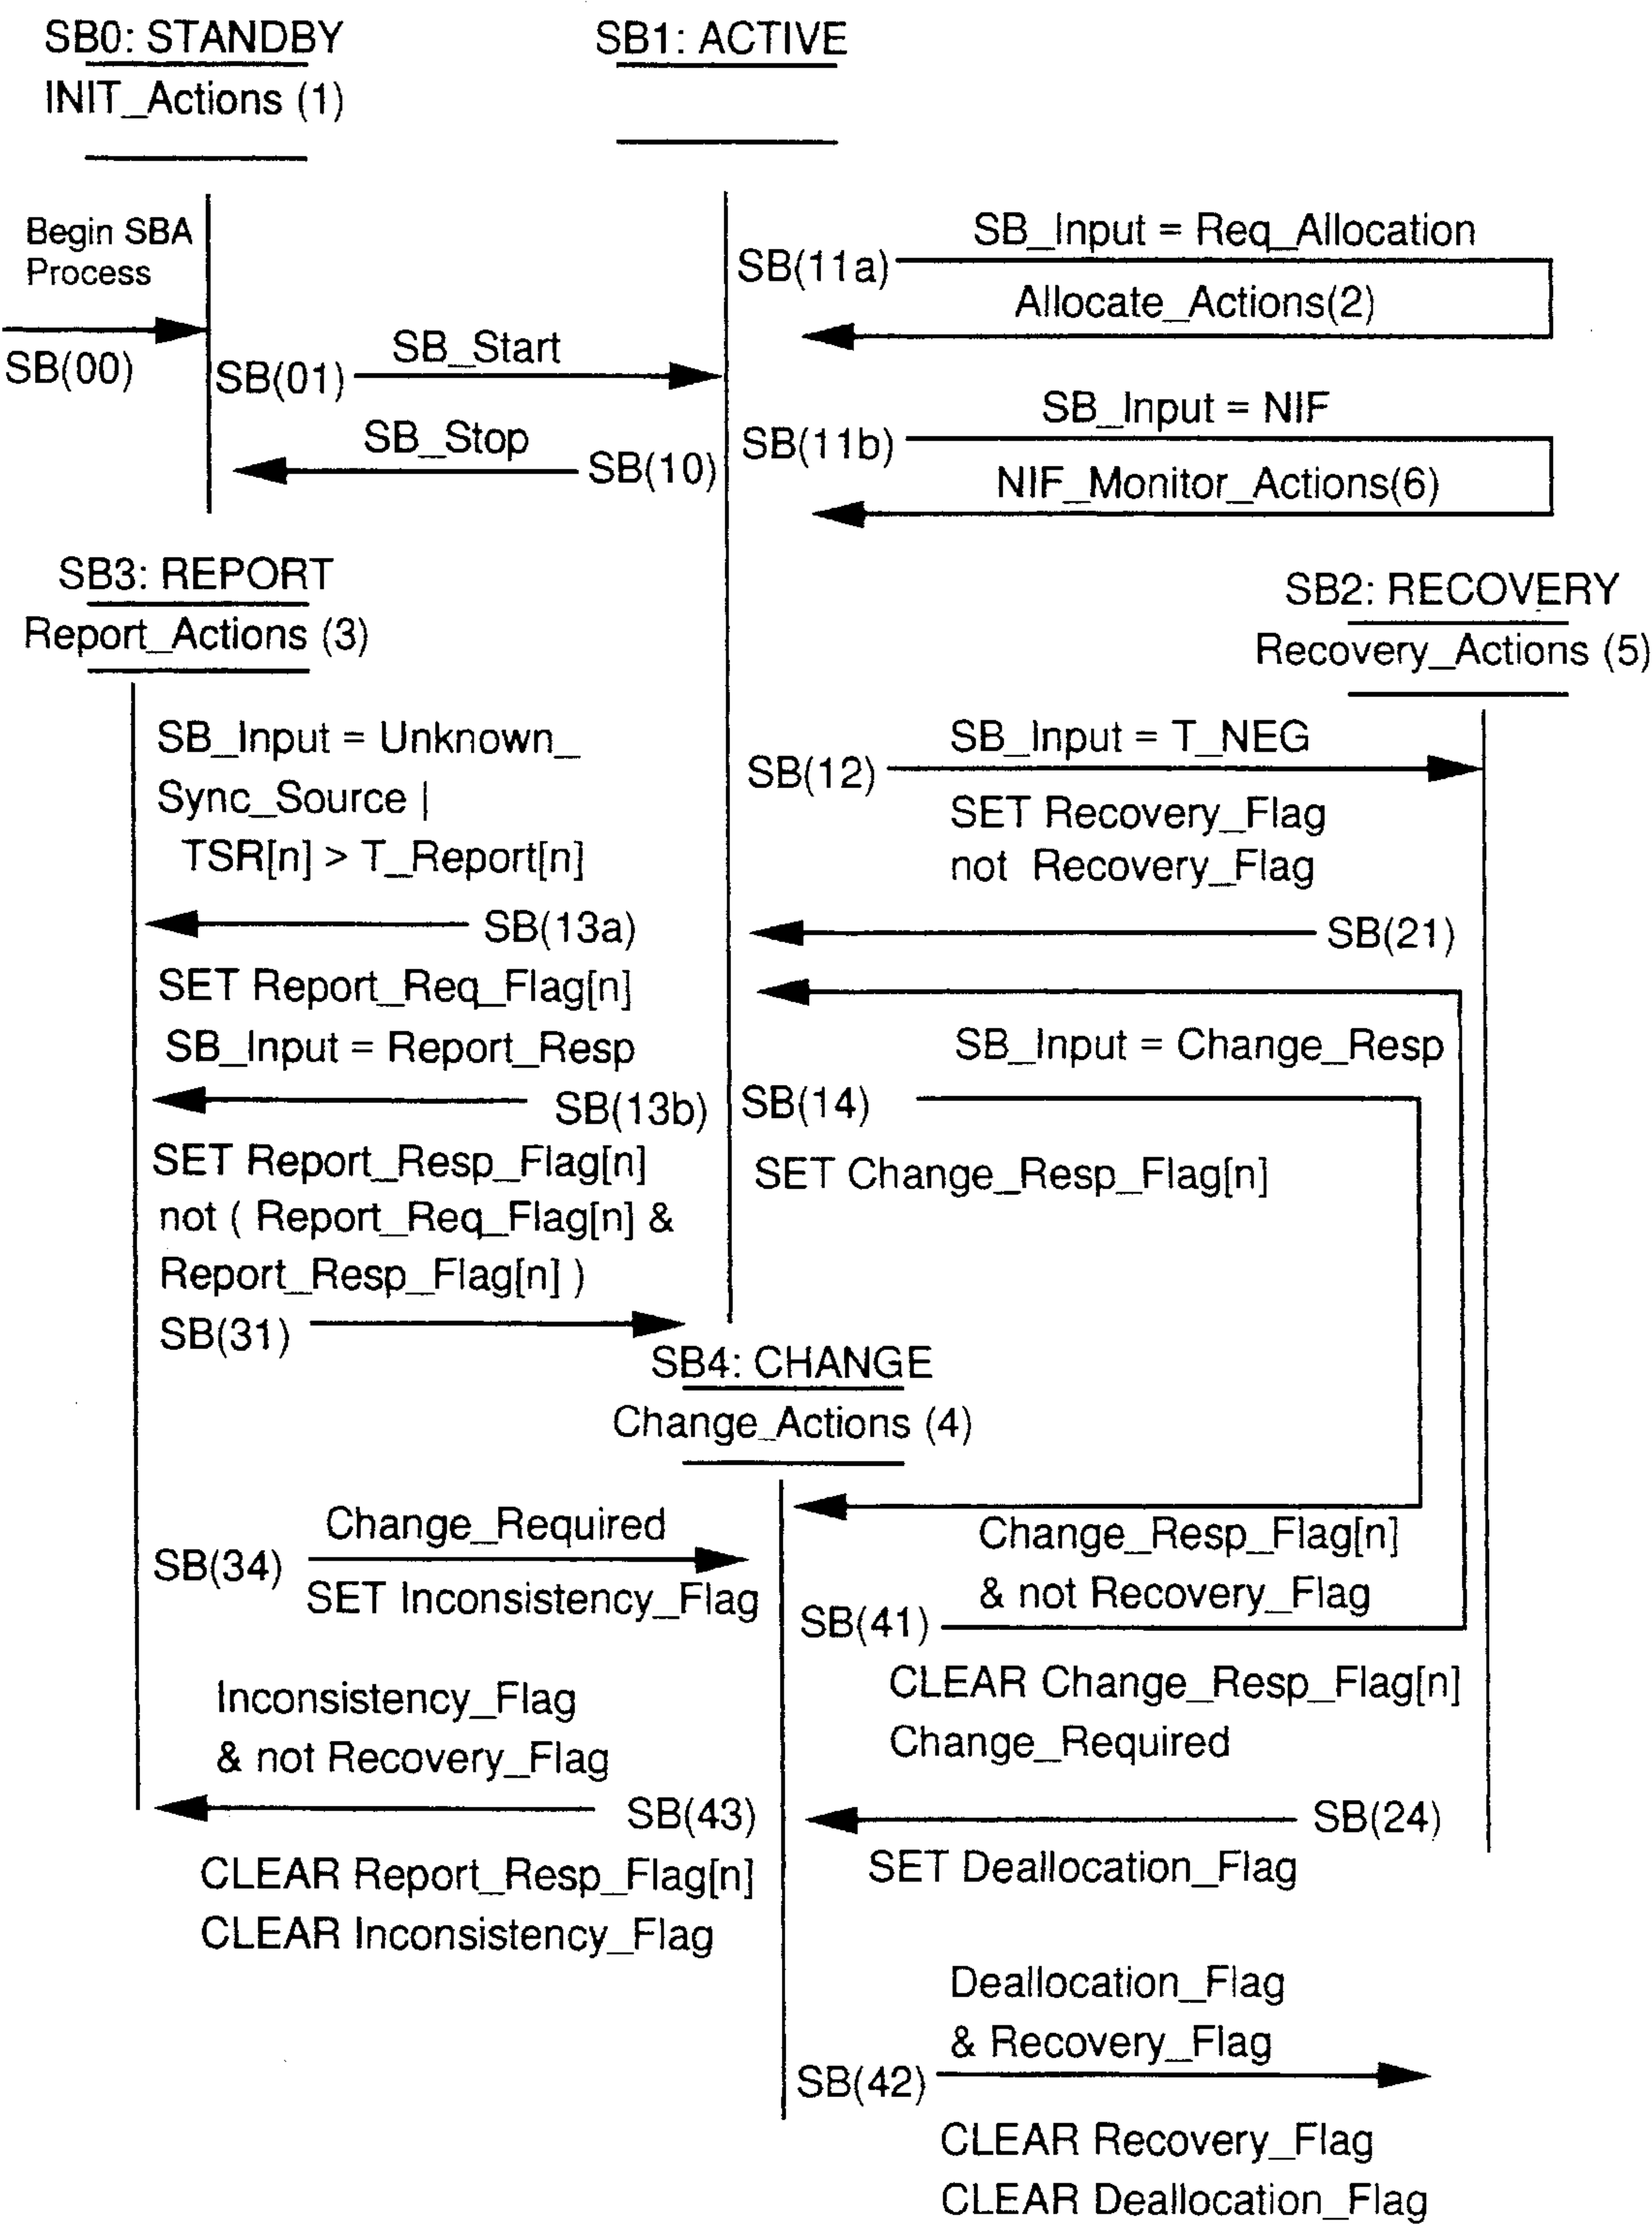 SB0: STANDBY
INIT_Actions (1)
SB1: ACTIVE
Begin SBA
Process
SB(00)
SB(01)
SB_Start
SB_Stop
SB(10)
SB(11a)
SB_Input = Req_Allocation
Allocate_Actions(2)
SB(11b)
SB_Input = NIF
NIF_Monitor_Actions(6)
SB3: REPORT
Report_Actions (3)
SB2: RECOVERY
Recovery_Actions (5)
SB_Input = Unknown_
Sync_Source |
TSR[n] > T_Report[n]
SB(13a)
SET Report_Req_Flag[n]
SB_Input = Report_Resp
SB(13b)
SET Report_Resp_Flag[n]
not ( Report_Req_Flag[n] &
Report_Resp_Flag[n] )
SB(31)
SB(12)
SB_Input = T_NEG
SET Recovery_Flag
not Recovery_Flag
SB(21)
SB_Input = Change_Resp
SB(14)
SET Change_Resp_Flag[n]
SB4: CHANGE
Change_Actions (4)
Change_Required
SB(34)
SET Inconsistency_Flag
Change_Resp_Flag[n]
& not Recovery_Flag
SB(41)
CLEAR Change_Resp_Flag[n]
Change_Required
Inconsistency_Flag
& not Recovery_Flag
SB(43)
CLEAR Report_Resp_Flag[n]
CLEAR Inconsistency_Flag
SB(24)
SET Deallocation_Flag
Deallocation_Flag
& Recovery_Flag
SB(42)
CLEAR Recovery_Flag
CLEAR Deallocation_Flag